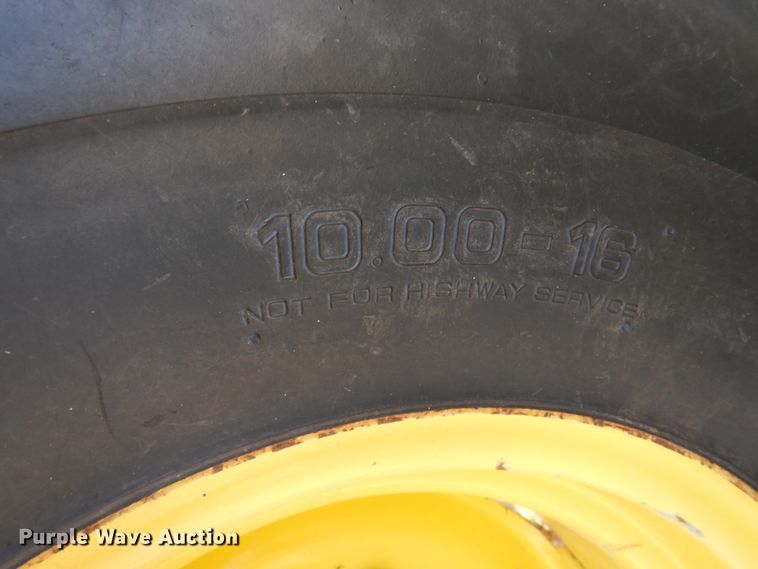 10.00-16
NOT FOR HIGHWAY SERVICE
Purple Wave Auction